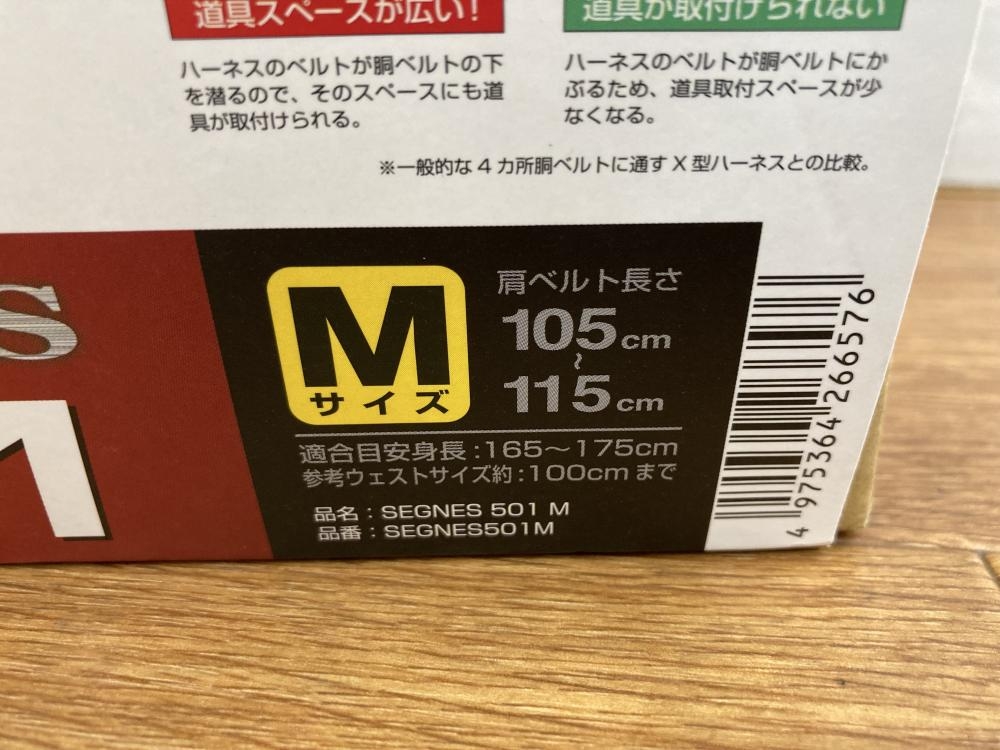 道具スペースが広い!
ハーネスのベルトが胴ベルトの下
を潜るので、そのスペースにも道
具が取付けられる。
道具が取付けられない
ハーネスのベルトが胴ベルトにか
ぶるため、道具取付スペースが少
なくなる。
※一般的な4カ所胴ベルトに通すX型ハーネスとの比較。
S
1
M
サイズ
肩ベルト長さ
105cm
~
115cm
適合目安身長:165~175cm
参考ウェストサイズ約:100cmまで
品名:SEGNES 501 M
品番:SEGNES501M
4 975364 266576